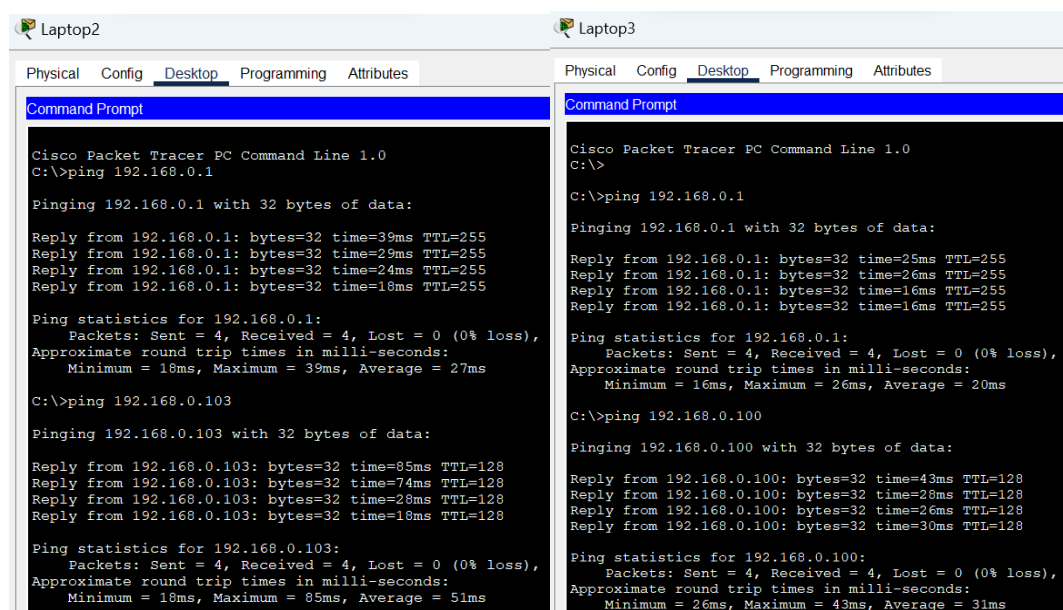 Laptop2
Physical Config Desktop Programming Attributes
Command Prompt
Cisco Packet Tracer PC Command Line 1.0
C:\>ping 192.168.0.1
Pinging 192.168.0.1 with 32 bytes of data:
Reply from 192.168.0.1: bytes=32 time=39ms TTL=255
Reply from 192.168.0.1: bytes=32 time=29ms TTL=255
Reply from 192.168.0.1: bytes=32 time=24ms TTL=255
Reply from 192.168.0.1: bytes=32 time=18ms TTL=255
Ping statistics for 192.168.0.1:
Packets: Sent = 4, Received = 4, Lost = 0 (0% loss),
Approximate round trip times in milli-seconds:
Minimum = 18ms, Maximum = 39ms, Average = 27ms
C:\>ping 192.168.0.103
Pinging 192.168.0.103 with 32 bytes of data:
Reply from 192.168.0.103: bytes=32 time=85ms TTL=128
Reply from 192.168.0.103: bytes=32 time=74ms TTL=128
Reply from 192.168.0.103: bytes=32 time=28ms TTL=128
Reply from 192.168.0.103: bytes=32 time=18ms TTL=128
Ping statistics for 192.168.0.103:
Packets: Sent = 4, Received = 4, Lost = 0 (0% loss),
Approximate round trip times in milli-seconds:
Minimum = 18ms, Maximum = 85ms, Average = 51ms
Laptop3
Physical Config Desktop Programming Attributes
Command Prompt
Cisco Packet Tracer PC Command Line 1.0
C:\>
C:\>ping 192.168.0.1
Pinging 192.168.0.1 with 32 bytes of data:
Reply from 192.168.0.1: bytes=32 time=25ms TTL=255
Reply from 192.168.0.1: bytes=32 time=26ms TTL=255
Reply from 192.168.0.1: bytes=32 time=16ms TTL=255
Reply from 192.168.0.1: bytes=32 time=16ms TTL=255
Ping statistics for 192.168.0.1:
Packets: Sent = 4, Received = 4, Lost = 0 (0% loss),
Approximate round trip times in milli-seconds:
Minimum = 16ms, Maximum = 26ms, Average = 20ms
C:\>ping 192.168.0.100
Pinging 192.168.0.100 with 32 bytes of data:
Reply from 192.168.0.100: bytes=32 time=43ms TTL=128
Reply from 192.168.0.100: bytes=32 time=28ms TTL=128
Reply from 192.168.0.100: bytes=32 time=26ms TTL=128
Reply from 192.168.0.100: bytes=32 time=30ms TTL=128
Ping statistics for 192.168.0.100:
Packets: Sent = 4, Received = 4, Lost = 0 (0% loss),
Approximate round trip times in milli-seconds:
Minimum = 26ms, Maximum = 43ms, Average = 31ms